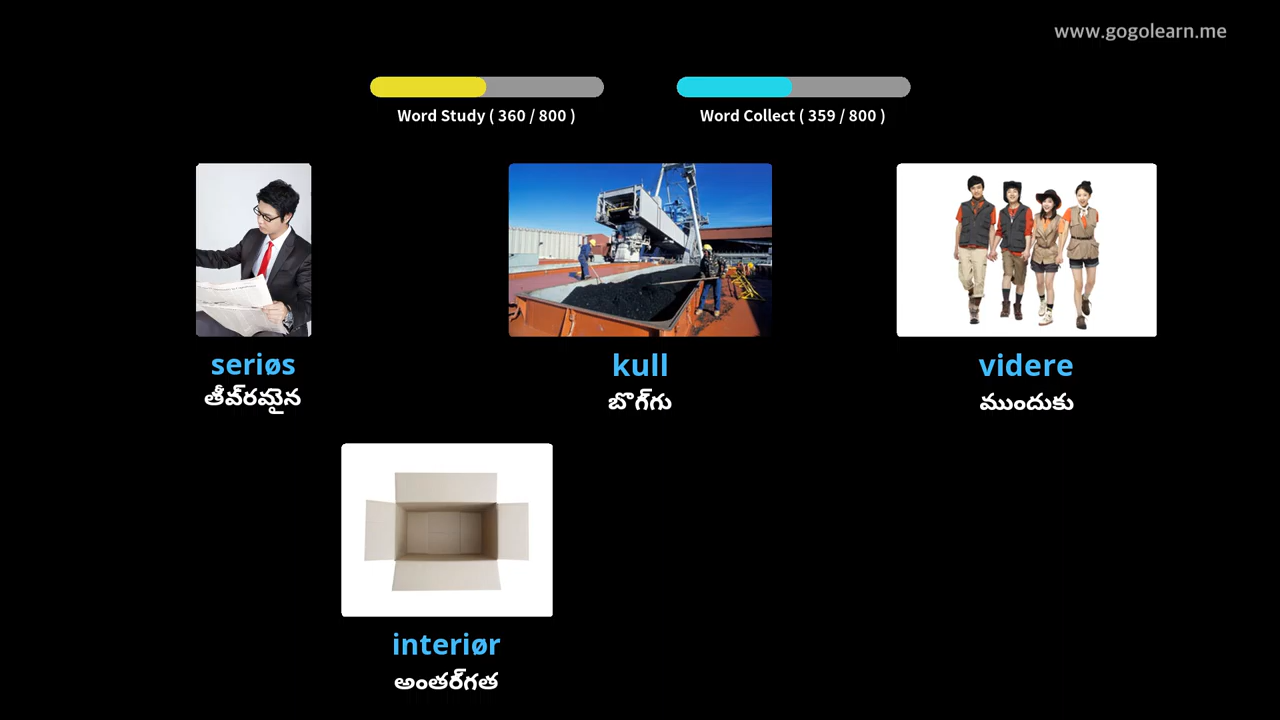 www.gogolearn.me
Word Study ( 360 / 800 )
Word Collect ( 359 / 800 )
seriøs
తీవ్‌రమైన
kull
బొగ్‌గు
videre
ముందుకు
interiør
అంతర్‌గత